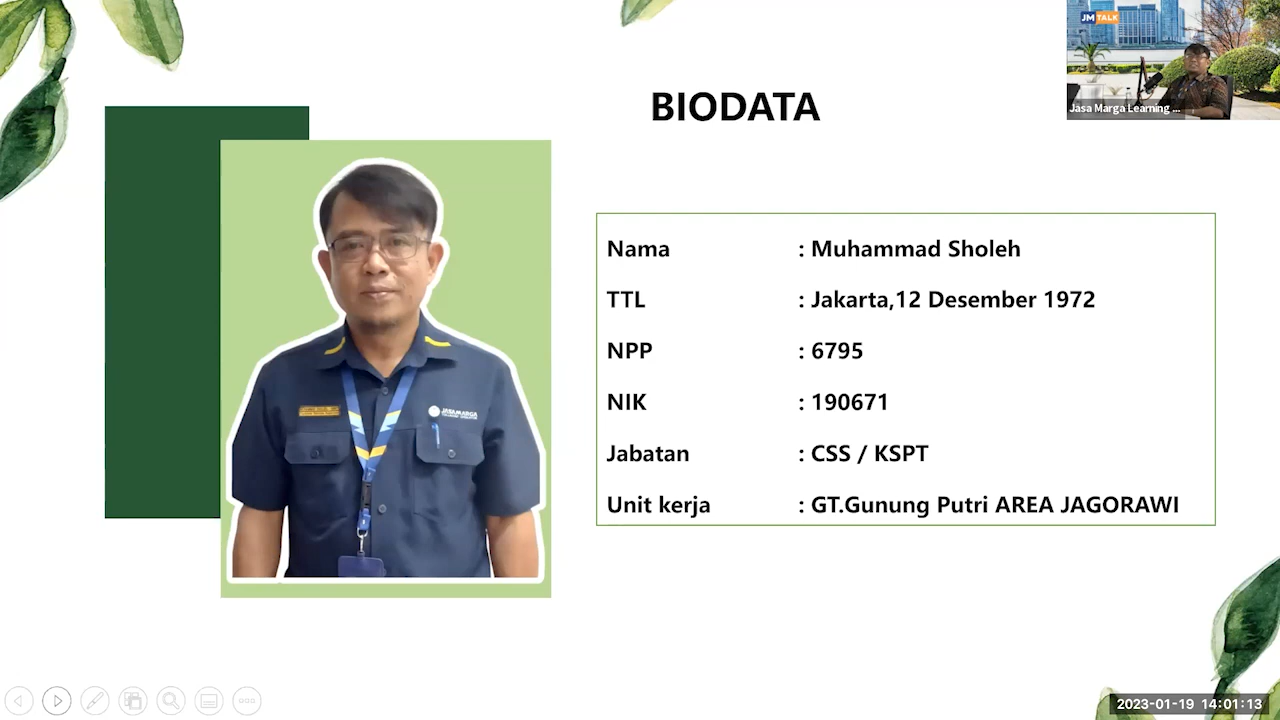 JM TALK
BIODATA
Jasa Marga Learning ...
Nama : Muhammad Sholeh
TTL : Jakarta,12 Desember 1972
NPP : 6795
NIK : 190671
Jabatan : CSS / KSPT
Unit kerja : GT.Gunung Putri AREA JAGORAWI
JASAMARGA
2023-01-19 14:01:13